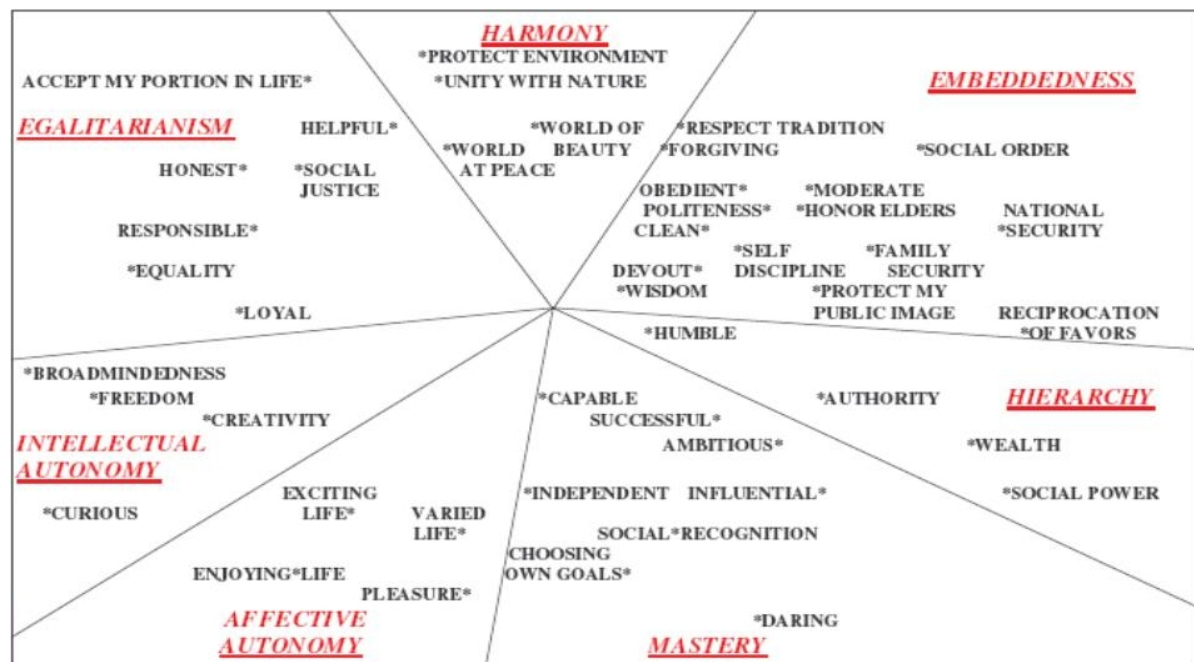 HARMONY
*PROTECT ENVIRONMENT
*UNITY WITH NATURE
*WORLD OF
BEAUTY
*WORLD
AT PEACE
EMBEDDEDNESS
*RESPECT TRADITION
*FORGIVING
*SOCIAL ORDER
OBEDIENT*
POLITENESS*
CLEAN*
*MODERATE
*HONOR ELDERS
NATIONAL
*SECURITY
*SELF
DISCIPLINE
*FAMILY
SECURITY
DEVOUT*
*WISDOM
*PROTECT MY
PUBLIC IMAGE
RECIPROCATION
*OF FAVORS
*HUMBLE
HIERARCHY
*AUTHORITY
*WEALTH
*SOCIAL POWER
*CAPABLE
SUCCESSFUL*
AMBITIOUS*
*INDEPENDENT
INFLUENTIAL*
SOCIAL*RECOGNITION
CHOOSING
OWN GOALS*
*DARING
MASTERY
EXCITING
LIFE*
VARIED
LIFE*
ENJOYING*LIFE
PLEASURE*
AFFECTIVE
AUTONOMY
*BROADMINDEDNESS
*FREEDOM
*CREATIVITY
INTELLECTUAL
AUTONOMY
*CURIOUS
ACCEPT MY PORTION IN LIFE*
EGALITARIANISM
HELPFUL*
HONEST*
*SOCIAL
JUSTICE
RESPONSIBLE*
*EQUALITY
*LOYAL